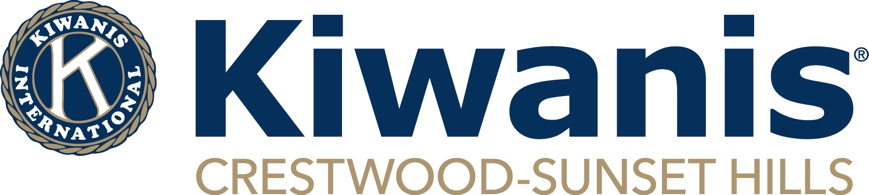 KIWANIS
K
INTERNATIONAL
Kiwanis®
CRESTWOOD-SUNSET HILLS